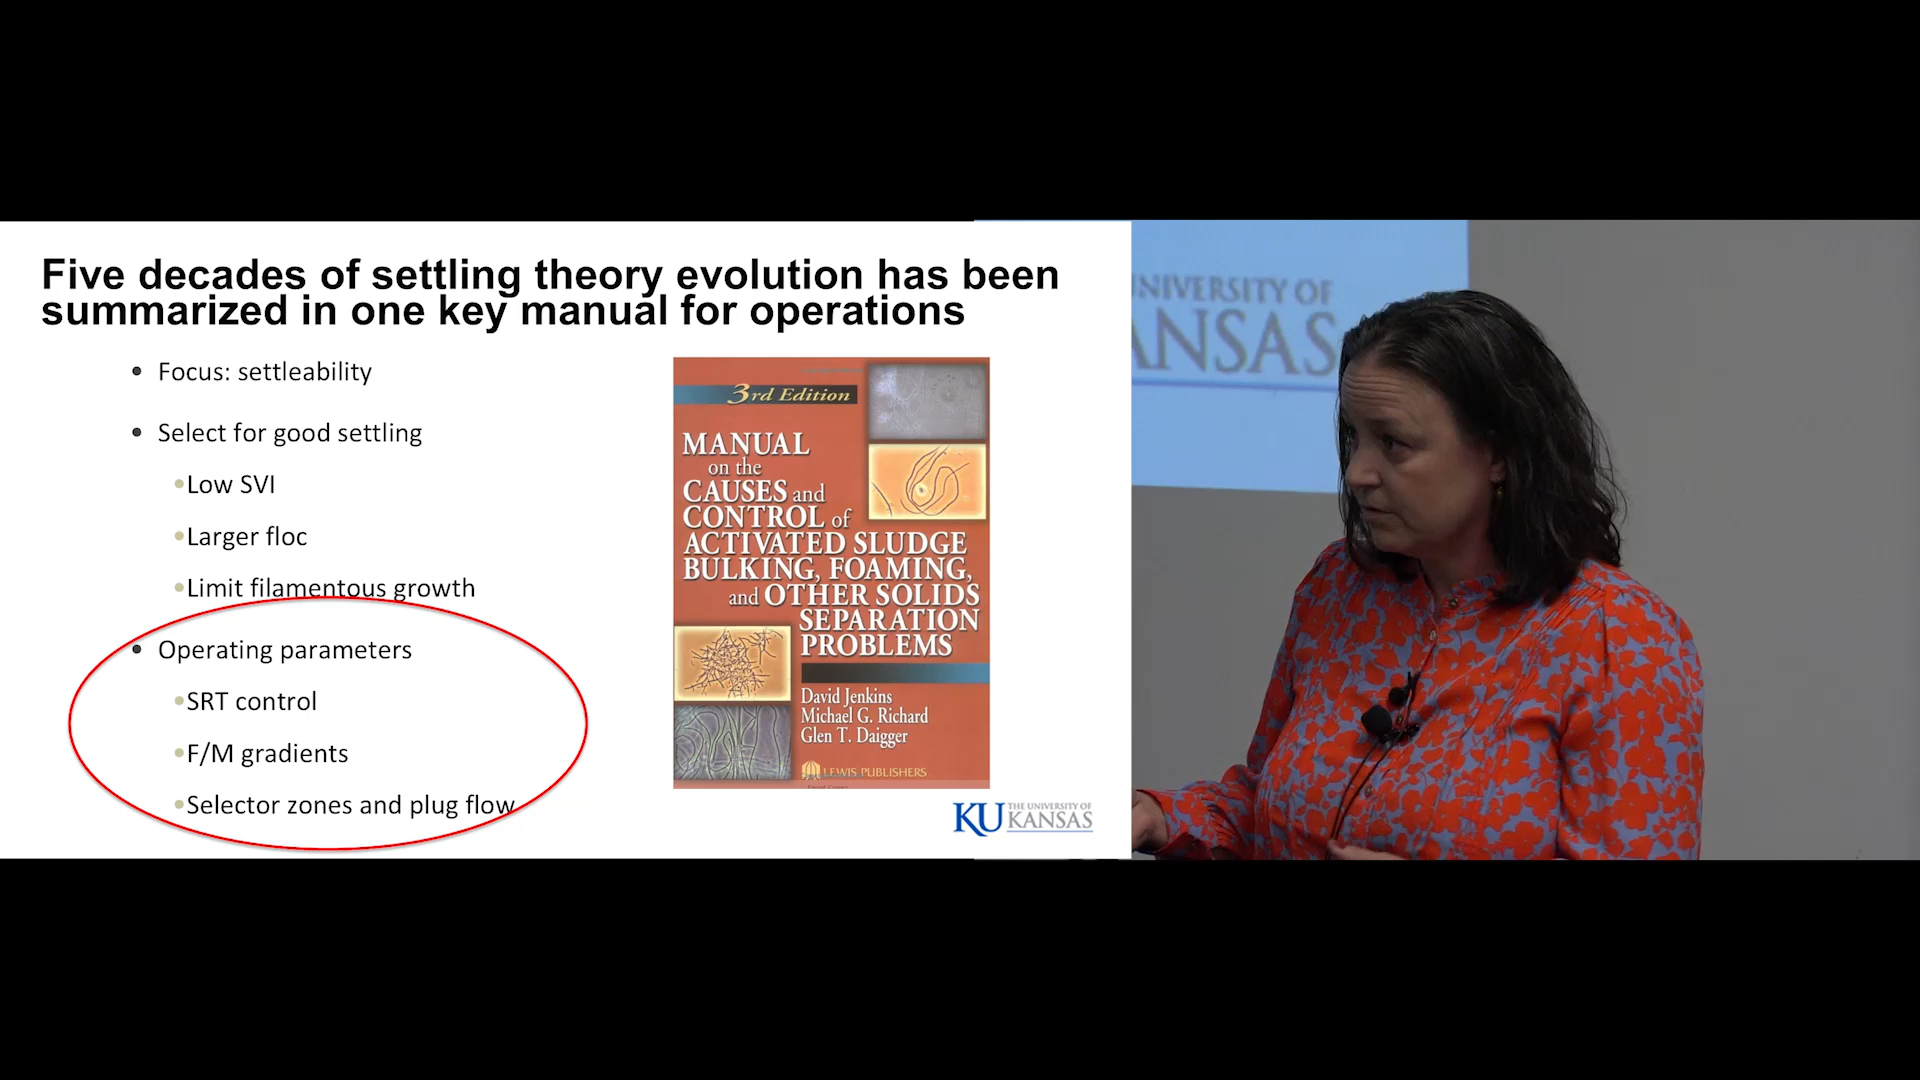 Five decades of settling theory evolution has been
summarized in one key manual for operations
• Focus: settleability
• Select for good settling
•Low SVI
•Larger floc
•Limit filamentous growth
• Operating parameters
•SRT control
•F/M gradients
•Selector zones and plug flow
3rd Edition
MANUAL
on the
CAUSES and
CONTROL of
ACTIVATED SLUDGE
BULKING, FOAMING,
and OTHER SOLIDS
SEPARATION
PROBLEMS
David Jenkins
Michael G. Richard
Glen T. Daigger
LEWIS PUBLISHERS
KU THE UNIVERSITY OF
KANSAS
UNIVERSITY OF
ANSAS